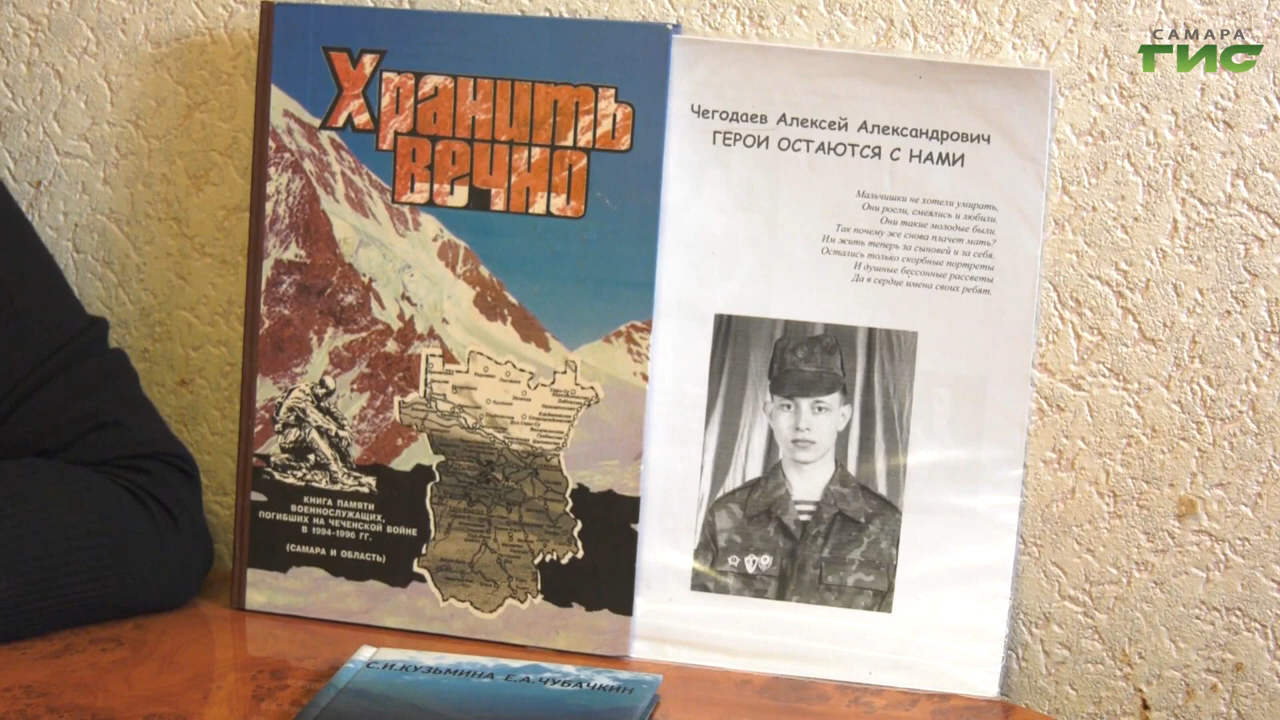 САМАРА
ГИС
Хранить
вечно
КНИГА ПАМЯТИ
ВОЕННОСЛУЖАЩИХ,
ПОГИБШИХ НА ЧЕЧЕНСКОЙ ВОЙНЕ
В 1994-1996 ГГ.
(САМАРА И ОБЛАСТЬ)
Чегодаев Алексей Александрович
ГЕРОИ ОСТАЮТСЯ С НАМИ
Мальчишки не хотели умирать,
Они росли, смеялись и любили.
Они такие молодые были.
Так почему же снова плачет мать?
Им жить теперь за сыновей и за себя.
Остались только скорбные портреты
И душные бессонные рассветы
Да в сердце имена своих ребят.
С.И.КУЗЬМИНА Е.А.ЧУБАЧКИН